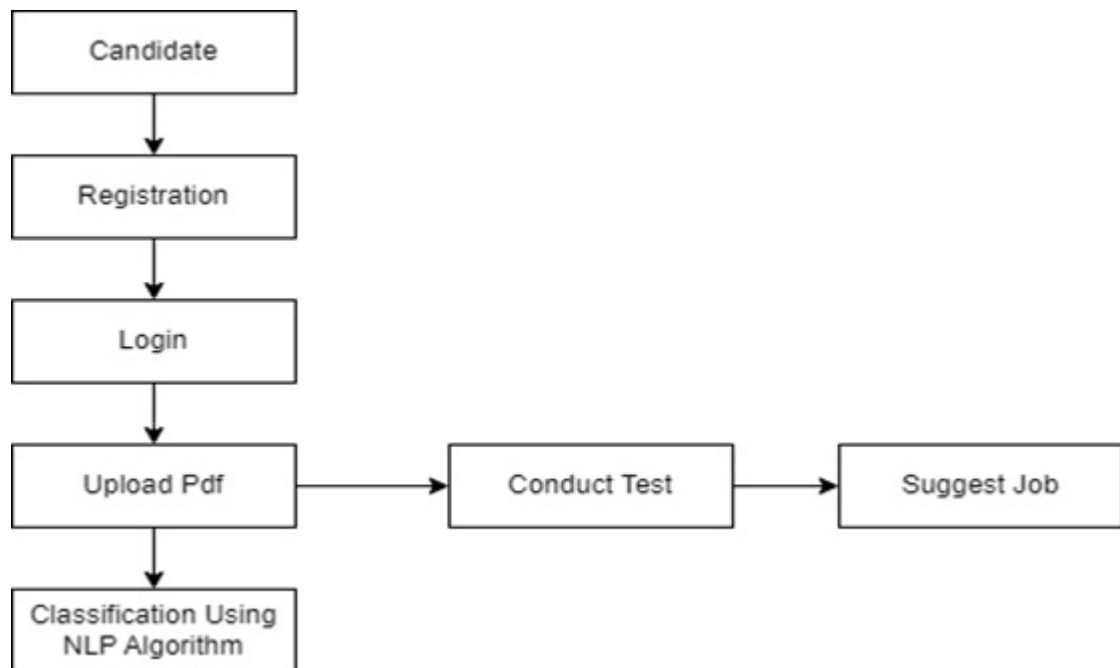 Candidate
Registration
Login
Upload Pdf
Conduct Test
Suggest Job
Classification Using
NLP Algorithm